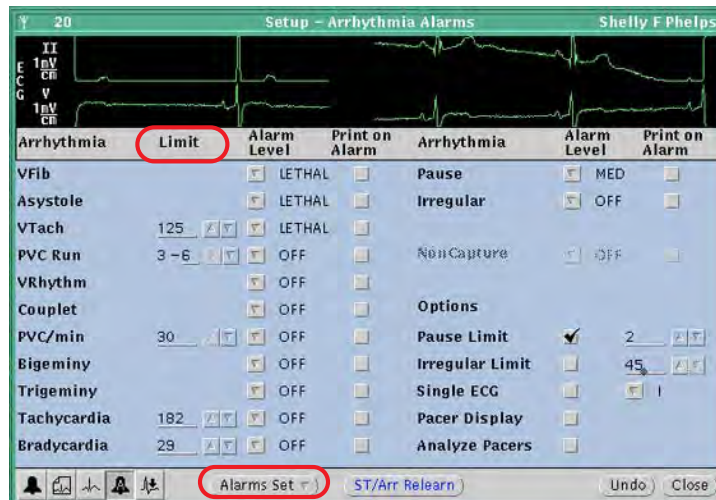 20 Setup – Arrhythmia Alarms Shelly F Phelps
II
E 1mV
C cm
G V
1mV
cm
Arrhythmia Limit Alarm Level Print on Alarm Arrhythmia Alarm Level Print on Alarm
VFib LETHAL Pause MED
Asystole LETHAL Irregular OFF
VTach 125 LETHAL
PVC Run 3-6 OFF NonCapture OFF
VRhythm OFF
Couplet OFF Options
PVC/min 30 OFF Pause Limit 2
Bigeminy OFF Irregular Limit 45
Trigeminy OFF Single ECG I
Tachycardia 182 OFF Pacer Display
Bradycardia 29 OFF Analyze Pacers
Alarms Set ST/Arr Relearn Undo Close